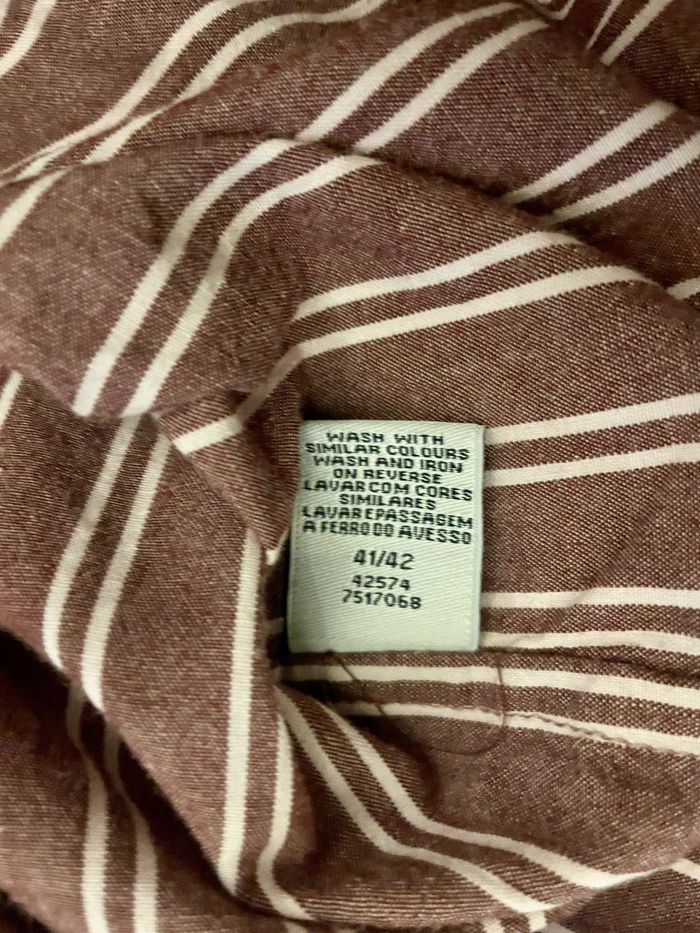 WASH WITH
SIMILAR COLOURS
WASH AND IRON
ON REVERSE
LAVAR COM CORES
SIMILARES
LAVAR E PASSAGEM
A FERRO DO AVESSO
41/42
42574
7517068